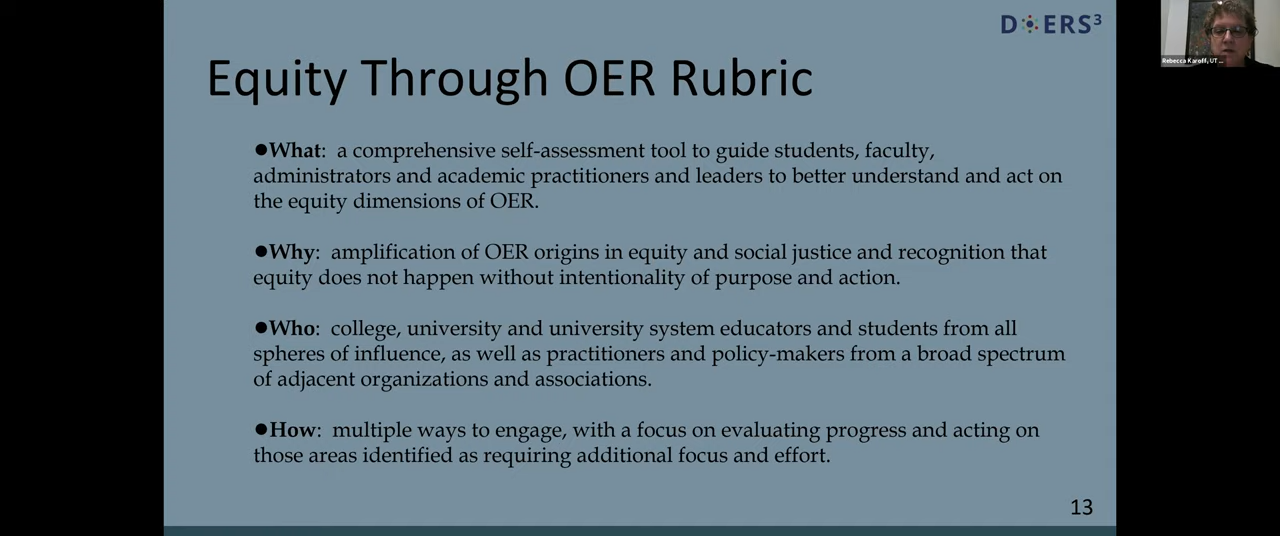 DOERS3
Rebecca Karoff, UT ...
Equity Through OER Rubric
●What:  a comprehensive self-assessment tool to guide students, faculty,
administrators and academic practitioners and leaders to better understand and act on
the equity dimensions of OER.
●Why:  amplification of OER origins in equity and social justice and recognition that
equity does not happen without intentionality of purpose and action.
●Who:  college, university and university system educators and students from all
spheres of influence, as well as practitioners and policy-makers from a broad spectrum
of adjacent organizations and associations.
●How:  multiple ways to engage, with a focus on evaluating progress and acting on
those areas identified as requiring additional focus and effort.
13